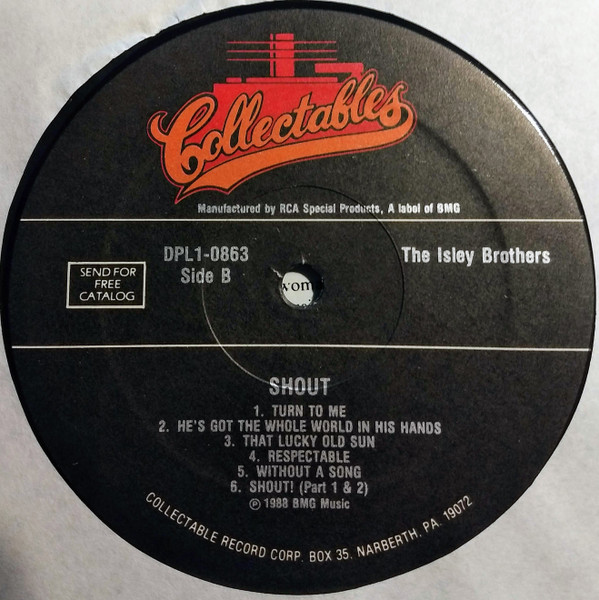 Collectables
Manufactured by RCA Special Products, A label of BMG
DPL1-0863
Side B
The Isley Brothers
SEND FOR
FREE
CATALOG
SHOUT
1. TURN TO ME
2. HE'S GOT THE WHOLE WORLD IN HIS HANDS
3. THAT LUCKY OLD SUN
4. RESPECTABLE
5. WITHOUT A SONG
6. SHOUT! (Part 1 & 2)
℗ 1988 BMG Music
COLLECTABLE RECORD CORP. BOX 35, NARBERTH, PA. 19072